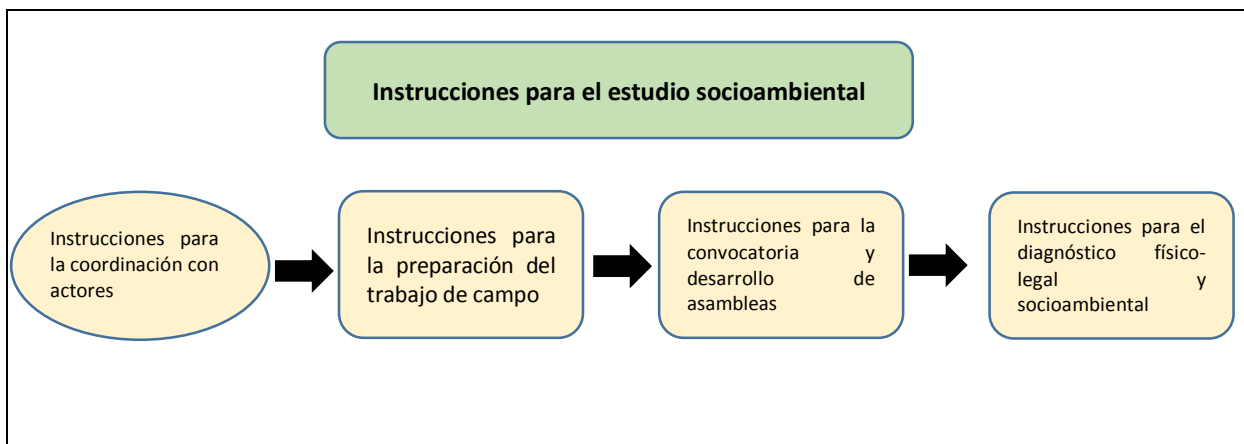 Instrucciones para el estudio socioambiental
Instrucciones para
la coordinación con
actores
Instrucciones para
la preparación del
trabajo de campo
Instrucciones para la
convocatoria y
desarrollo de
asambleas
Instrucciones para el
diagnóstico físico-
legal y
socioambiental